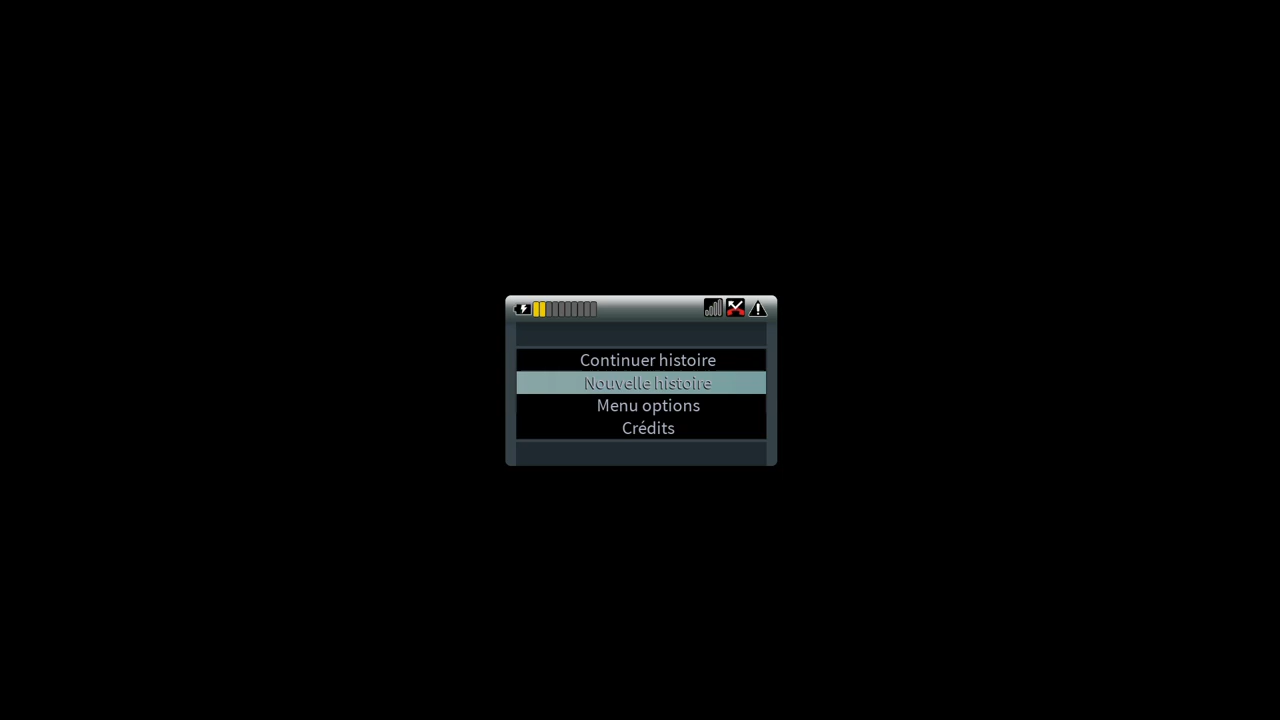 Continuer histoire
Nouvelle histoire
Menu options
Crédits